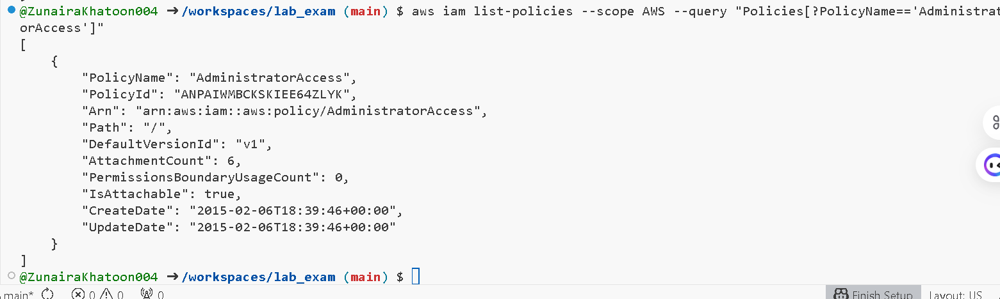 @ZunairaKhatoon004 ➜ /workspaces/lab_exam (main) $ aws iam list-policies --scope AWS --query "Policies[?PolicyName=='Administrat
orAccess']"
[
    {
        "PolicyName": "AdministratorAccess",
        "PolicyId": "ANPAIWMBCKSKIEE64ZLYK",
        "Arn": "arn:aws:iam::aws:policy/AdministratorAccess",
        "Path": "/",
        "DefaultVersionId": "v1",
        "AttachmentCount": 6,
        "PermissionsBoundaryUsageCount": 0,
        "IsAttachable": true,
        "CreateDate": "2015-02-06T18:39:46+00:00",
        "UpdateDate": "2015-02-06T18:39:46+00:00"
    }
]
@ZunairaKhatoon004 ➜ /workspaces/lab_exam (main) $
main* 0 0 0 Finish Setup Layout: US